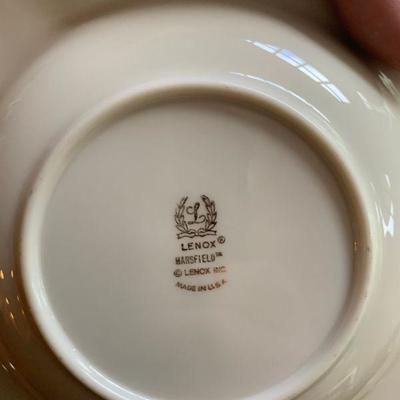 L
LENOX®
MANSFIELD™
© LENOX INC.
MADE IN U.S.A.